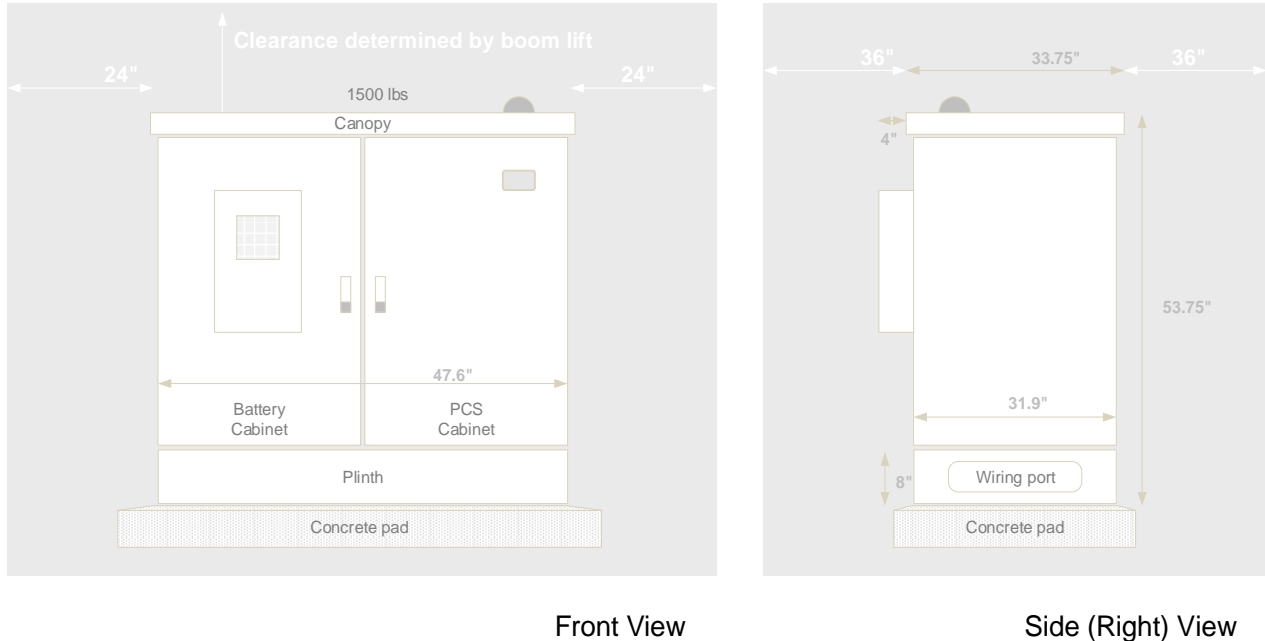 Clearance determined by boom lift
24"
24"
1500 lbs
Canopy
47.6"
Battery
Cabinet
PCS
Cabinet
Plinth
Concrete pad
Front View
36"
33.75"
36"
4"
53.75"
31.9"
8"
Wiring port
Concrete pad
Side (Right) View